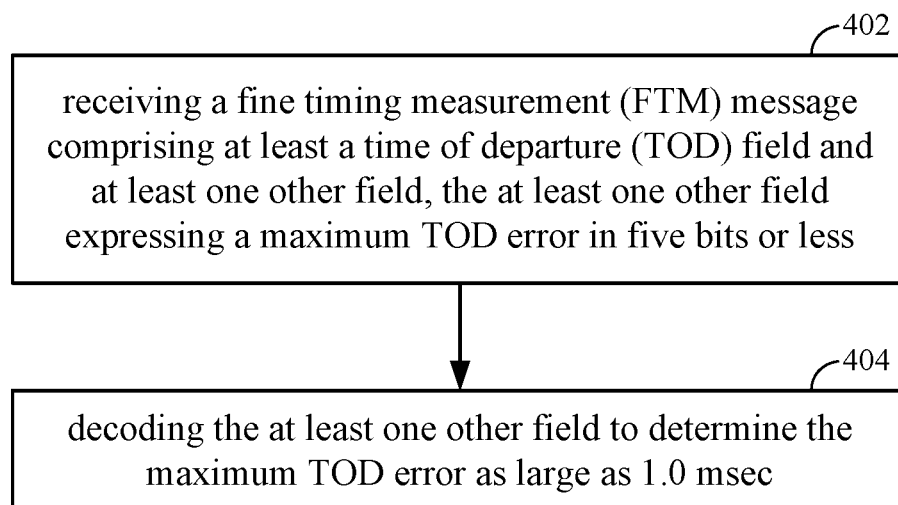 402
receiving a fine timing measurement (FTM) message
comprising at least a time of departure (TOD) field and
at least one other field, the at least one other field
expressing a maximum TOD error in five bits or less
404
decoding the at least one other field to determine the
maximum TOD error as large as 1.0 msec